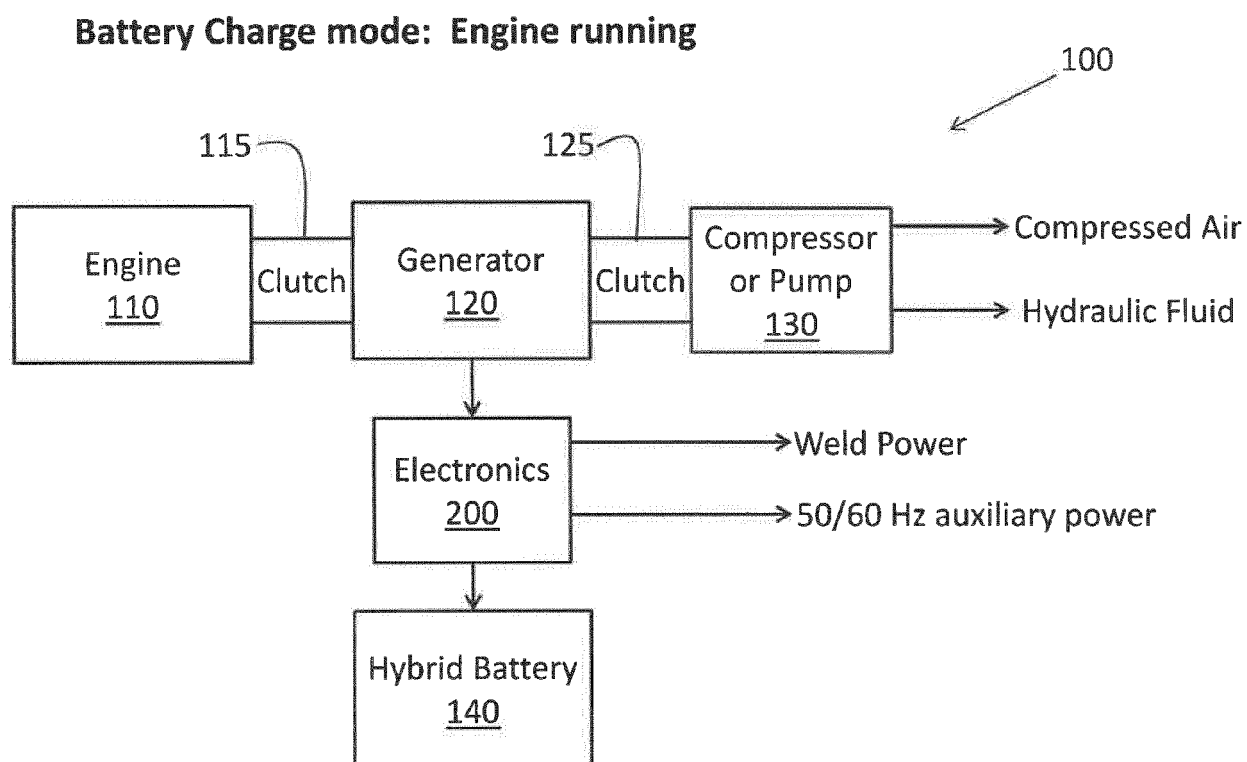 Battery Charge mode: Engine running
100
115
125
Engine
110
Clutch
Generator
120
Clutch
Compressor
or Pump
130
Compressed Air
Hydraulic Fluid
Electronics
200
Weld Power
50/60 Hz auxiliary power
Hybrid Battery
140